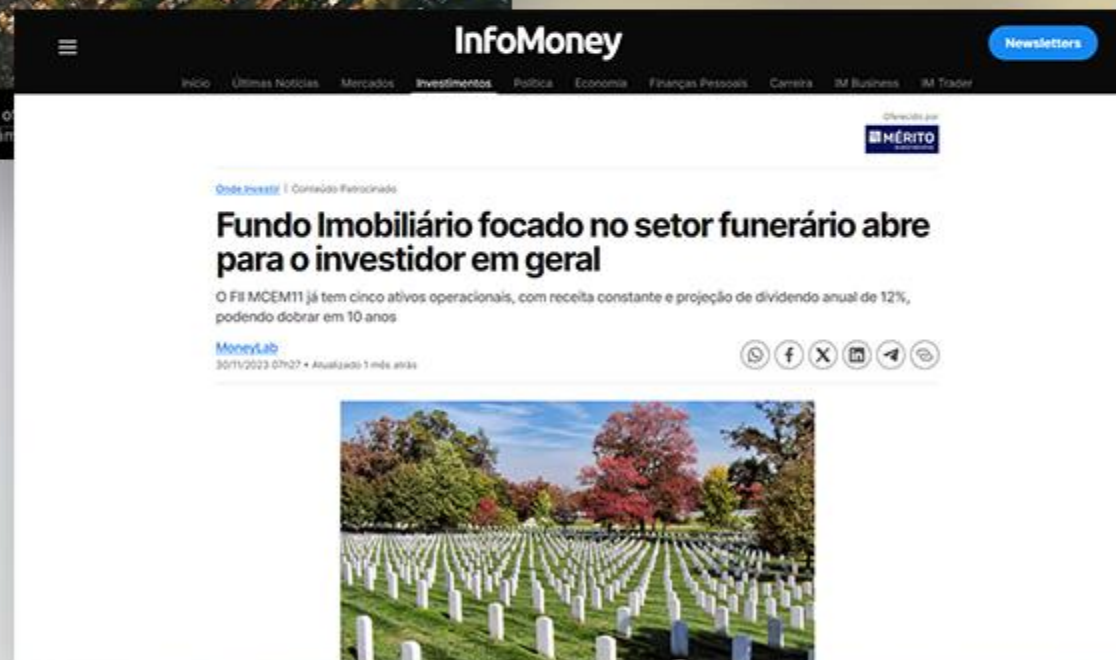 InfoMoney
Newsletters
Início Últimas Notícias Mercados Investimentos Política Economia Finanças Pessoais Carreira IM Business IM Trader
Oferecido por
MÉRITO
Onde Investir | Conteúdo Patrocinado
Fundo Imobiliário focado no setor funerário abre
para o investidor em geral
O FII MCEM11 já tem cinco ativos operacionais, com receita constante e projeção de dividendo anual de 12%,
podendo dobrar em 10 anos
MoneyLab
30/11/2023 07h27 • Atualizado 1 mês atrás